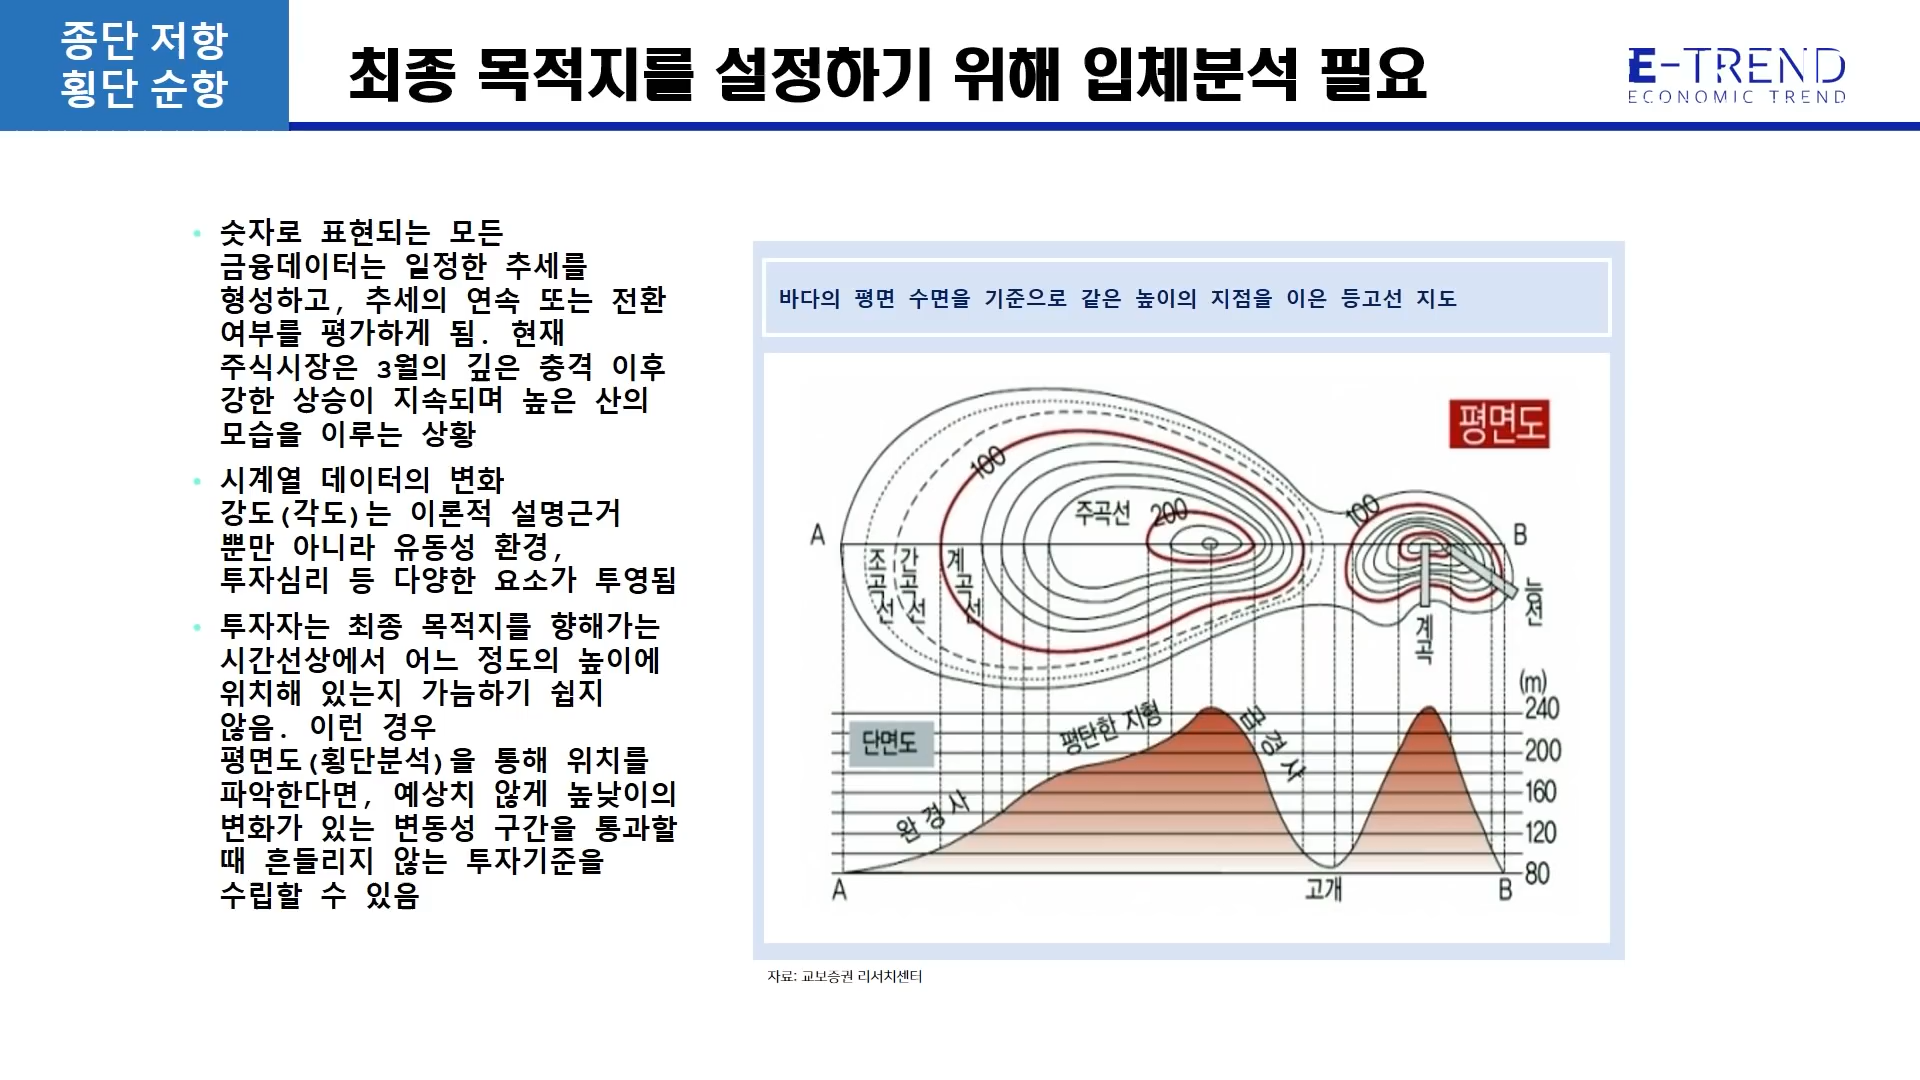 종단 저항
횡단 순항
최종 목적지를 설정하기 위해 입체분석 필요
E-TREND
ECONOMIC TREND
• 숫자로 표현되는 모든
금융데이터는 일정한 추세를
형성하고, 추세의 연속 또는 전환
여부를 평가하게 됨. 현재
주식시장은 3월의 깊은 충격 이후
강한 상승이 지속되며 높은 산의
모습을 이루는 상황
• 시계열 데이터의 변화
강도(각도)는 이론적 설명근거
뿐만 아니라 유동성 환경,
투자심리 등 다양한 요소가 투영됨
• 투자자는 최종 목적지를 향해가는
시간선상에서 어느 정도의 높이에
위치해 있는지 가늠하기 쉽지
않음. 이런 경우
평면도(횡단분석)을 통해 위치를
파악한다면, 예상치 않게 높낮이의
변화가 있는 변동성 구간을 통과할
때 흔들리지 않는 투자기준을
수립할 수 있음
바다의 평면 수면을 기준으로 같은 높이의 지점을 이은 등고선 지도
평면도
100
주곡선
200
100
A
B
조곡선
간곡선
계곡선
능선
계곡
(m)
240
200
160
120
80
단면도
평탄한 지형
급경사
완경사
A
고개
B
자료: 교보증권 리서치센터